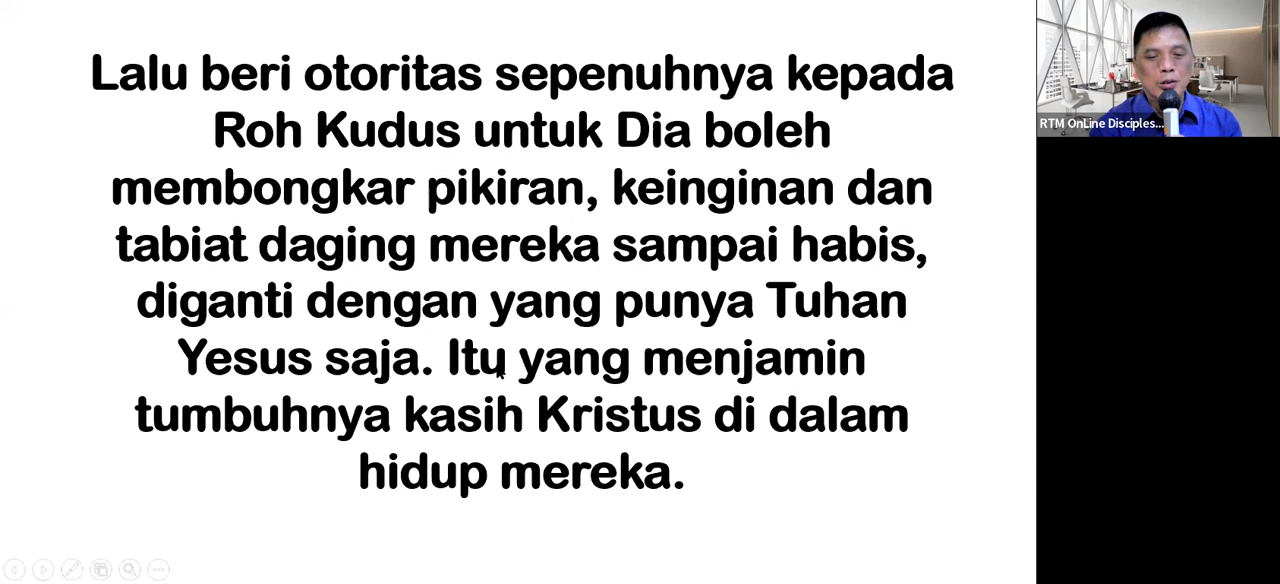 Lalu beri otoritas sepenuhnya kepada
Roh Kudus untuk Dia boleh
membongkar pikiran, keinginan dan
tabiat daging mereka sampai habis,
diganti dengan yang punya Tuhan
Yesus saja. Itu yang menjamin
tumbuhnya kasih Kristus di dalam
hidup mereka.
RTM OnLine Disciples...